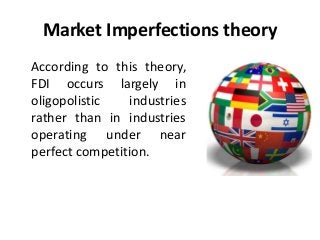 Market Imperfections theory
According to this theory,
FDI occurs largely in
oligopolistic industries
rather than in industries
operating under near
perfect competition.